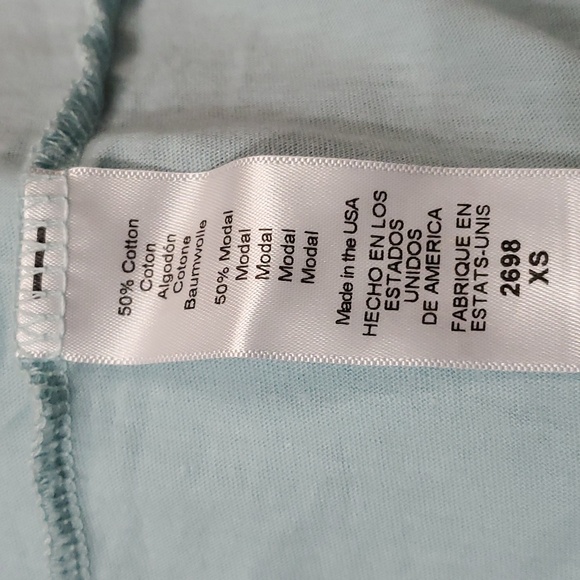 50% Cotton
Coton
Algodón
Cotone
Baumwolle
50% Modal
Modal
Modal
Modal
Modal
Made in the USA
HECHO EN LOS
ESTADOS
UNIDOS
DE AMERICA
FABRIQUE EN
ESTATS-UNIS
2698
XS